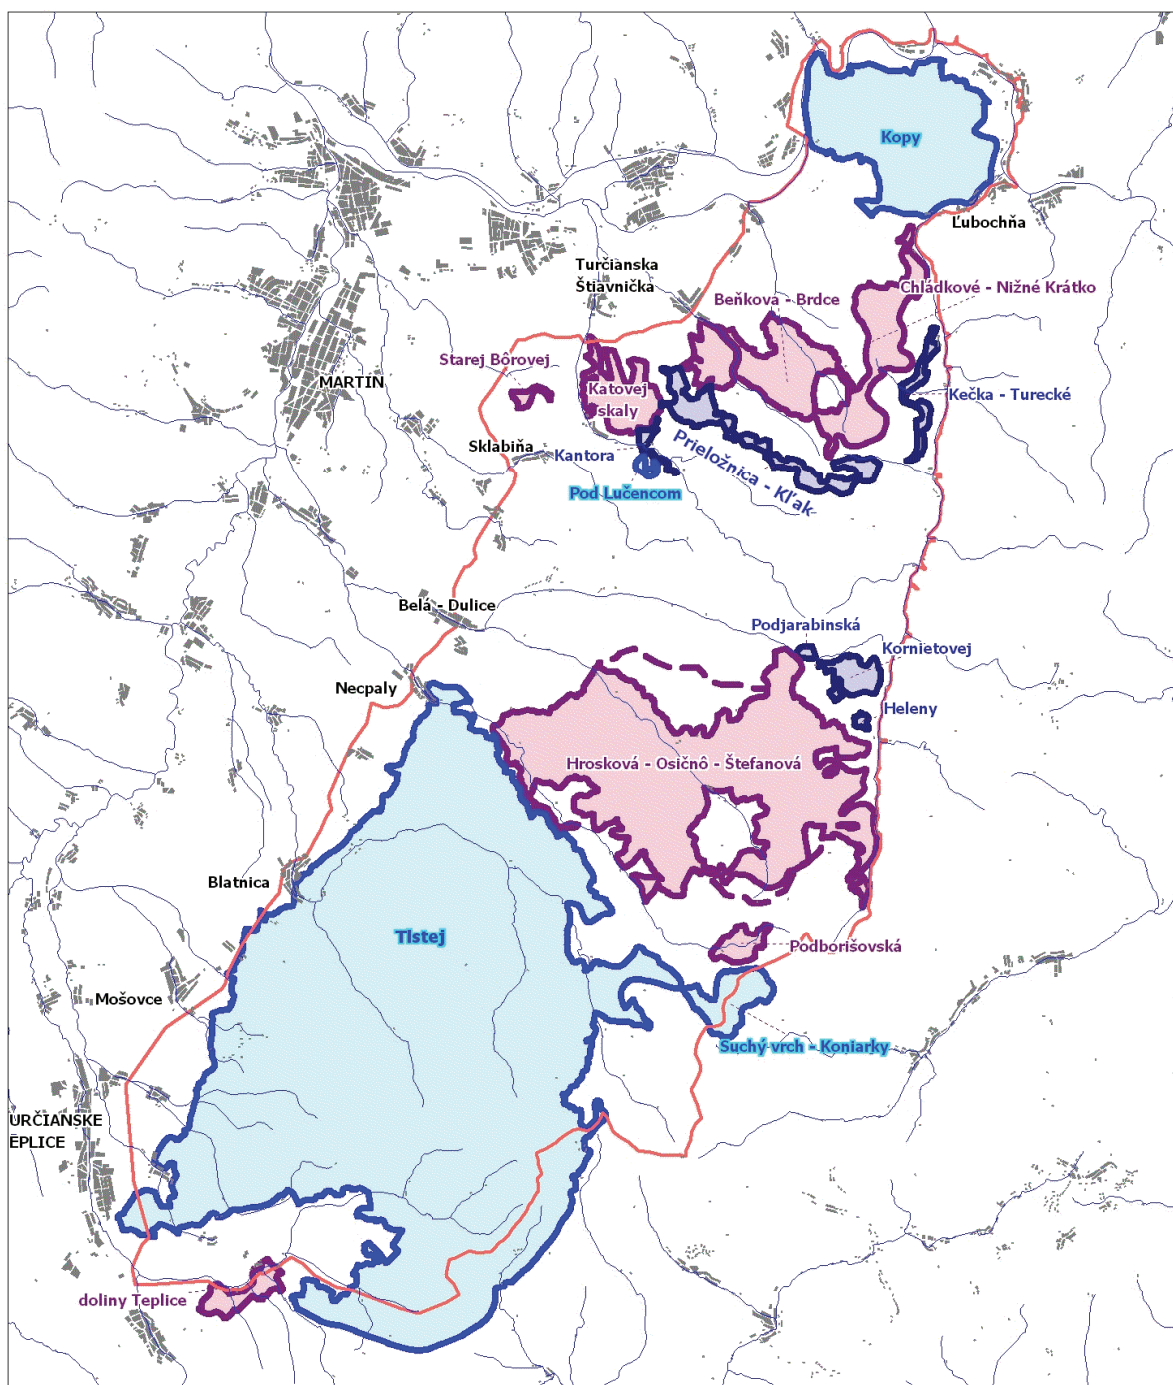 Kopy
Ľubochňa
Turčianska
Štiavnička
Chládkové - Nižné Krátko
Beňkova - Brdce
Starej Bôrovej
MARTIN
Katovej
skaly
Kečka - Turecké
Sklabiňa
Kantora
Prieložnica - Kľak
Pod Lučencom
Belá - Dulice
Podjarabinská
Kornietovej
Necpaly
Heleny
Hrosková - Osičnô - Štefanová
Blatnica
Tlstej
Podborišovská
Mošovce
Suchý vrch - Koniarky
URČIANSKE
EPLICE
doliny Teplice